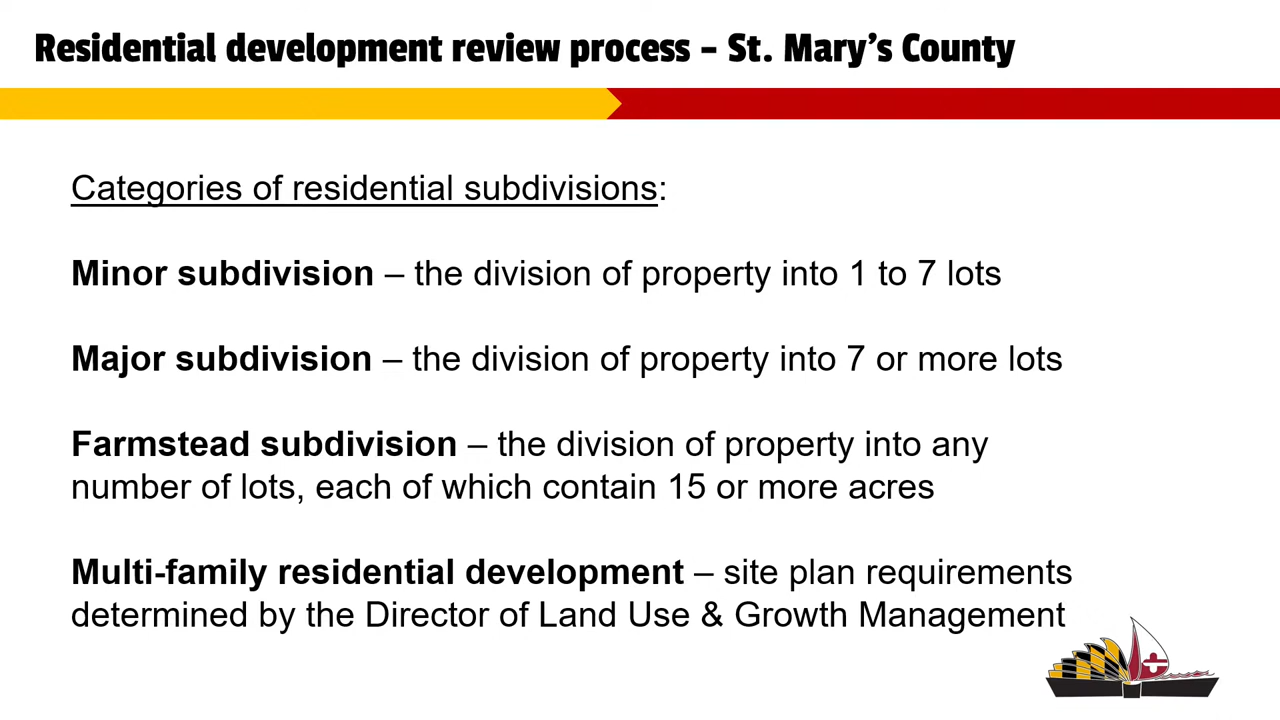 Residential development review process – St. Mary’s County
Categories of residential subdivisions:
Minor subdivision – the division of property into 1 to 7 lots
Major subdivision – the division of property into 7 or more lots
Farmstead subdivision – the division of property into any
number of lots, each of which contain 15 or more acres
Multi-family residential development – site plan requirements
determined by the Director of Land Use & Growth Management